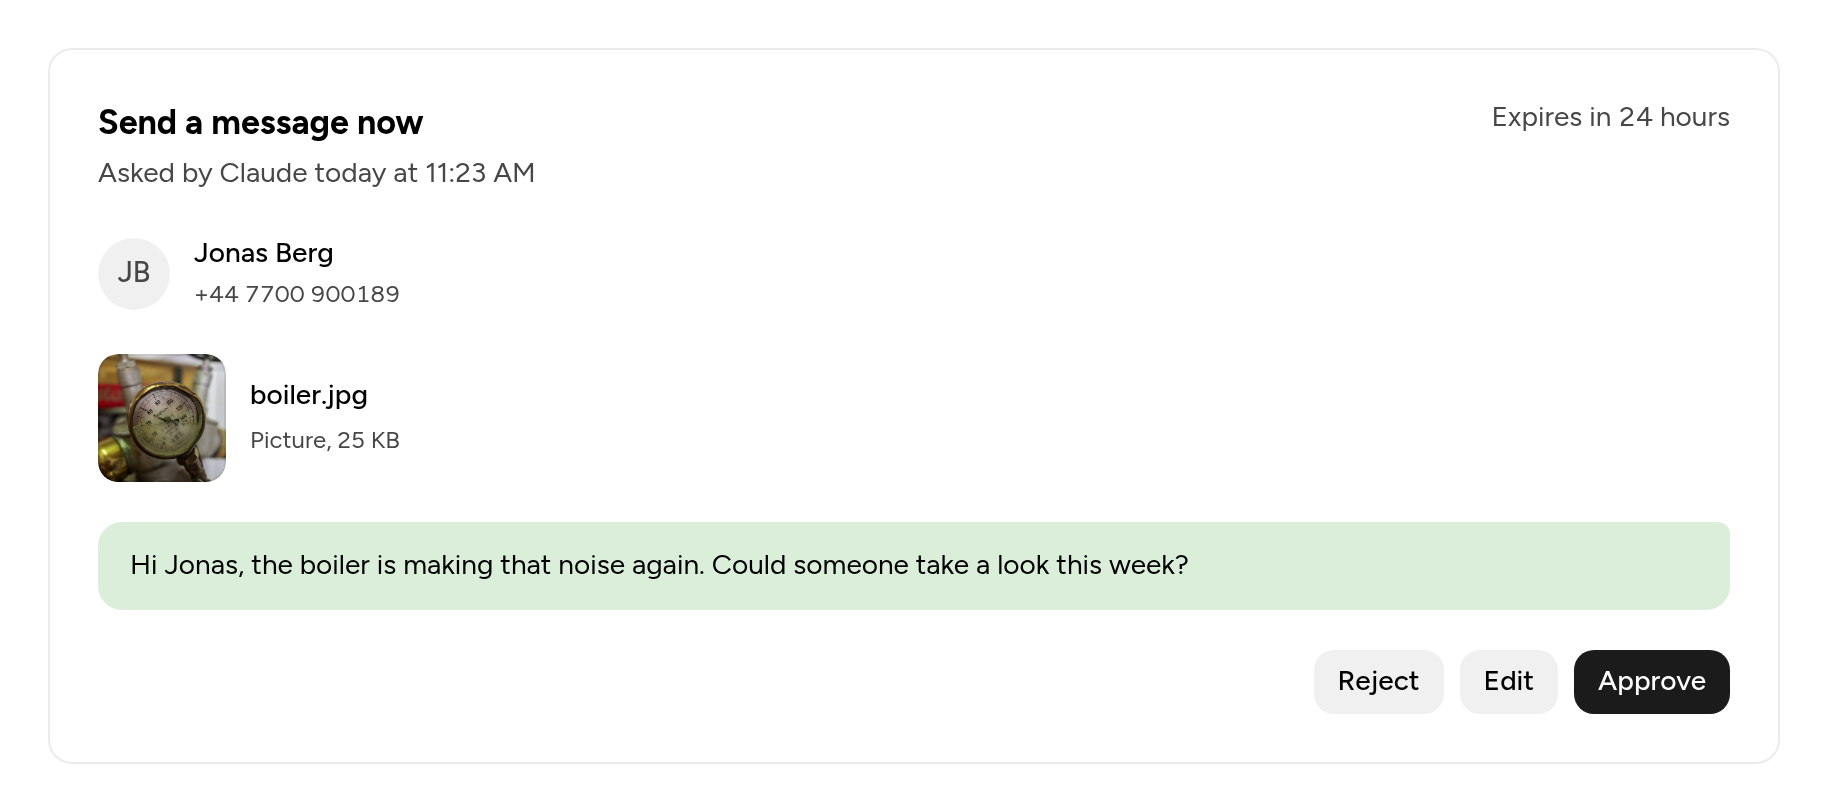 Send a message now
Expires in 24 hours
Asked by Claude today at 11:23 AM
JB
Jonas Berg
+44 7700 900189
boiler.jpg
Picture, 25 KB
Hi Jonas, the boiler is making that noise again. Could someone take a look this week?
Reject
Edit
Approve